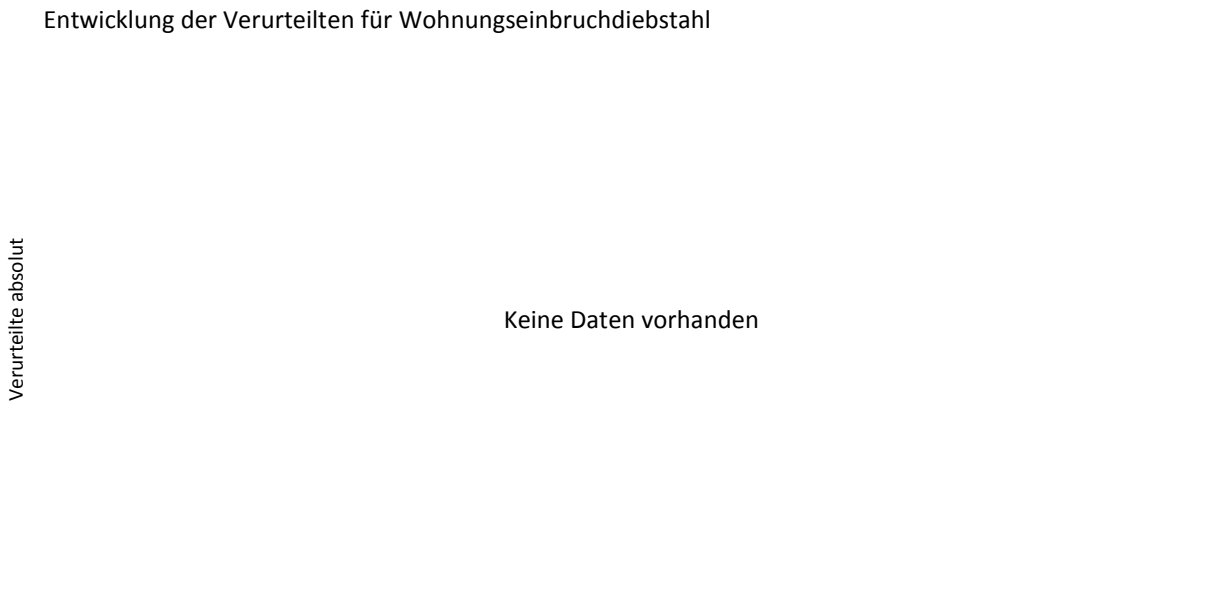 Entwicklung der Verurteilten für Wohnungseinbruchdiebstahl
Verurteilte absolut
Keine Daten vorhanden